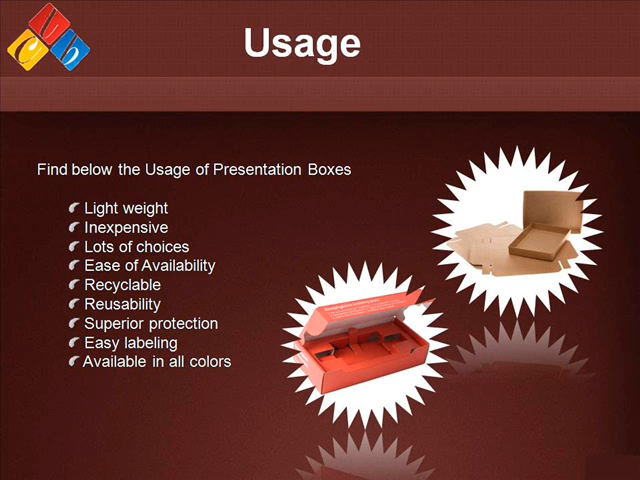 Usage
Find below the Usage of Presentation Boxes
Light weight
Inexpensive
Lots of choices
Ease of Availability
Recyclable
Reusability
Superior protection
Easy labeling
Available in all colors